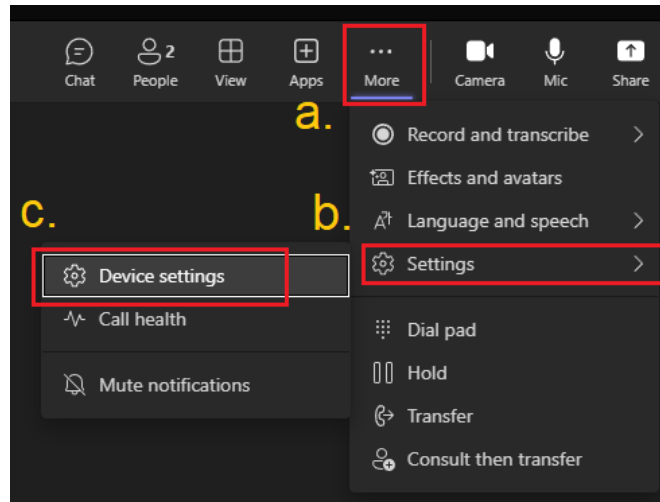 2
Chat People View Apps More Camera Mic Share
a.
Record and transcribe
Effects and avatars
c.
b.
Language and speech
Settings
Device settings
Call health
Mute notifications
Dial pad
Hold
Transfer
Consult then transfer